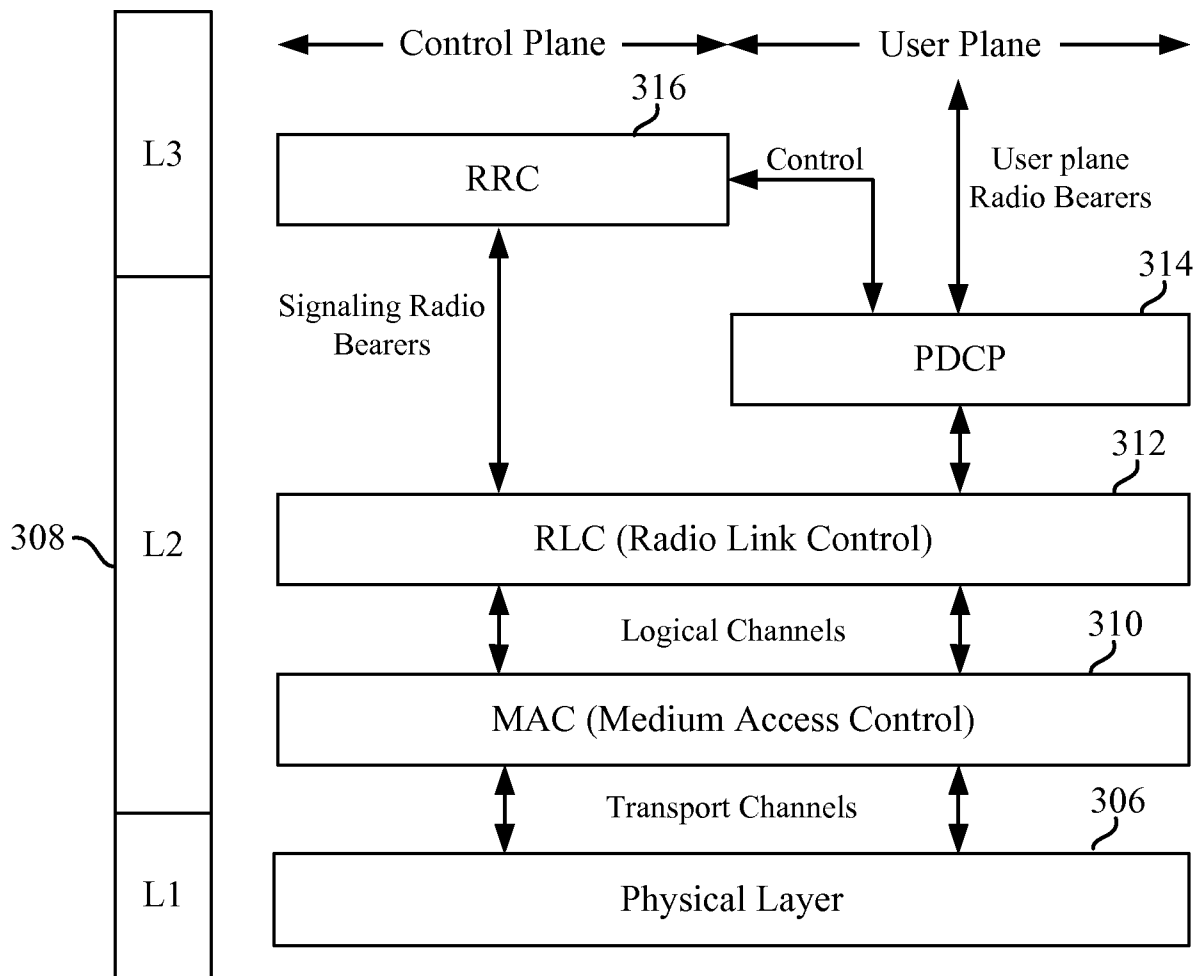 Control Plane
User Plane
316
L3
RRC
Control
User plane
Radio Bearers
314
Signaling Radio
Bearers
PDCP
312
308
L2
RLC (Radio Link Control)
Logical Channels
310
MAC (Medium Access Control)
Transport Channels
306
L1
Physical Layer